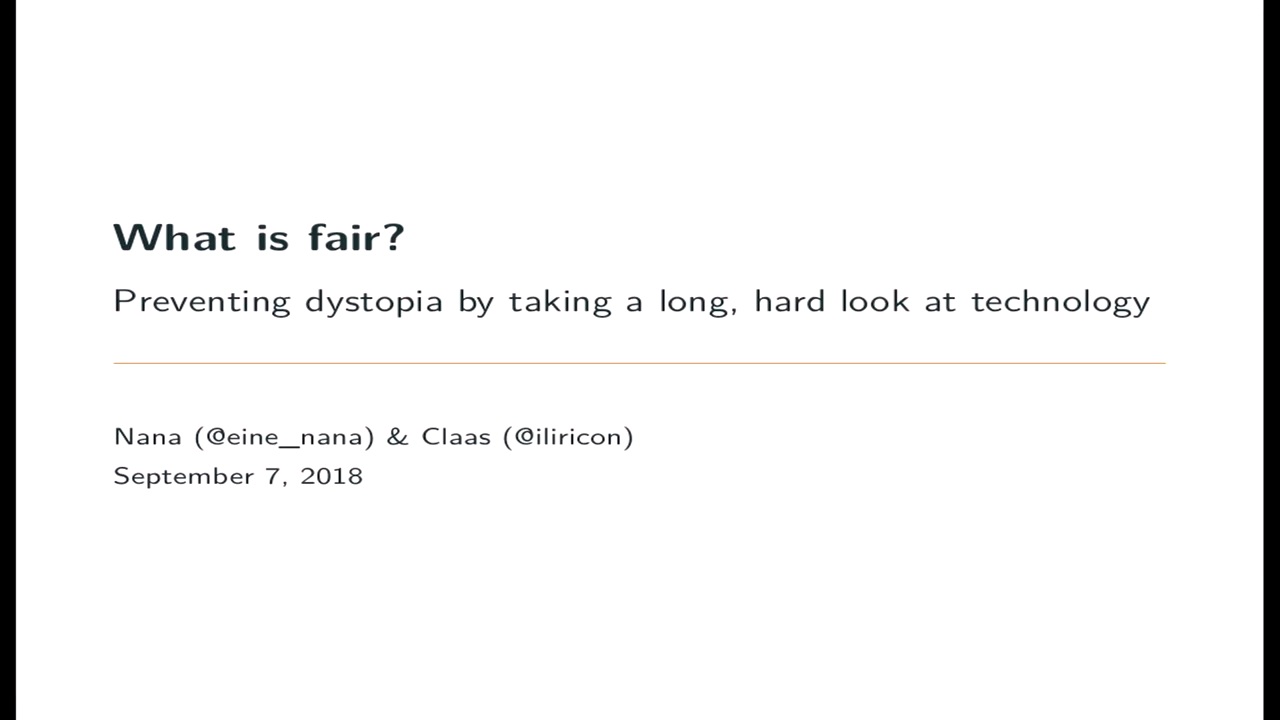 What is fair?
Preventing dystopia by taking a long, hard look at technology
Nana (@eine_nana) & Claas (@iliricon)
September 7, 2018